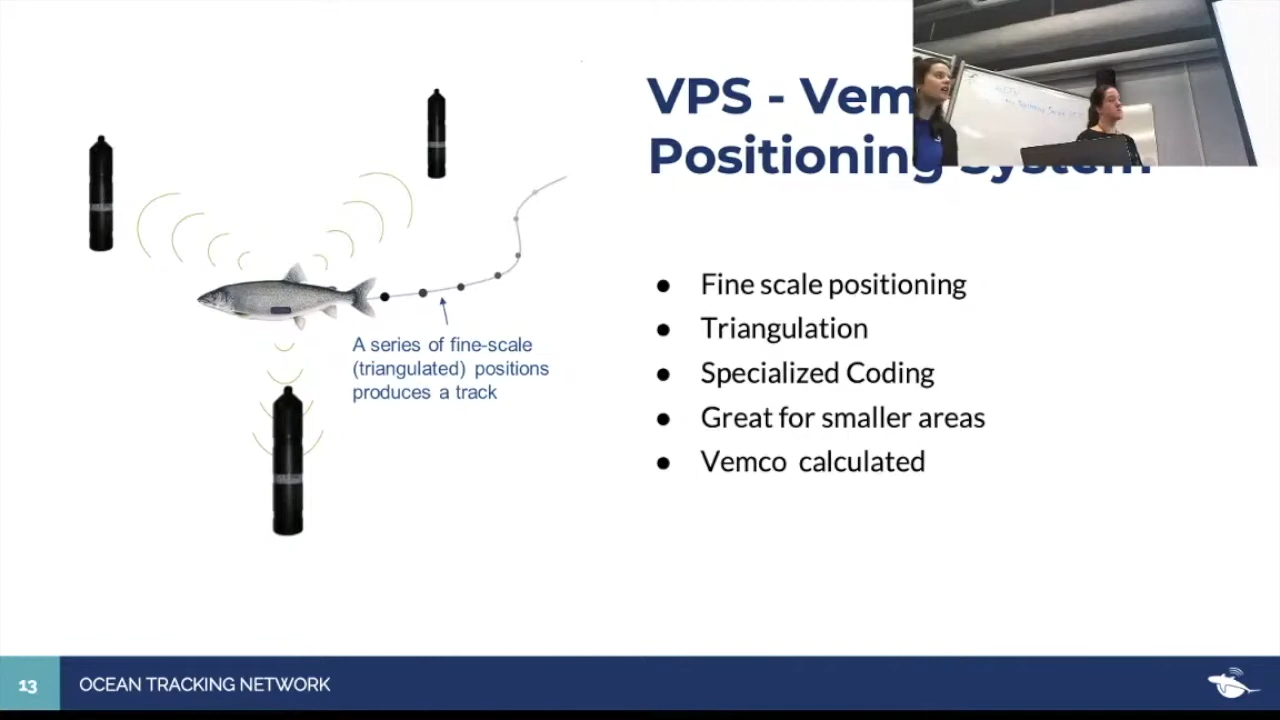 VPS - Vem
Positioning System
● Fine scale positioning
● Triangulation
● Specialized Coding
● Great for smaller areas
● Vemco calculated
A series of fine-scale
(triangulated) positions
produces a track
13 OCEAN TRACKING NETWORK